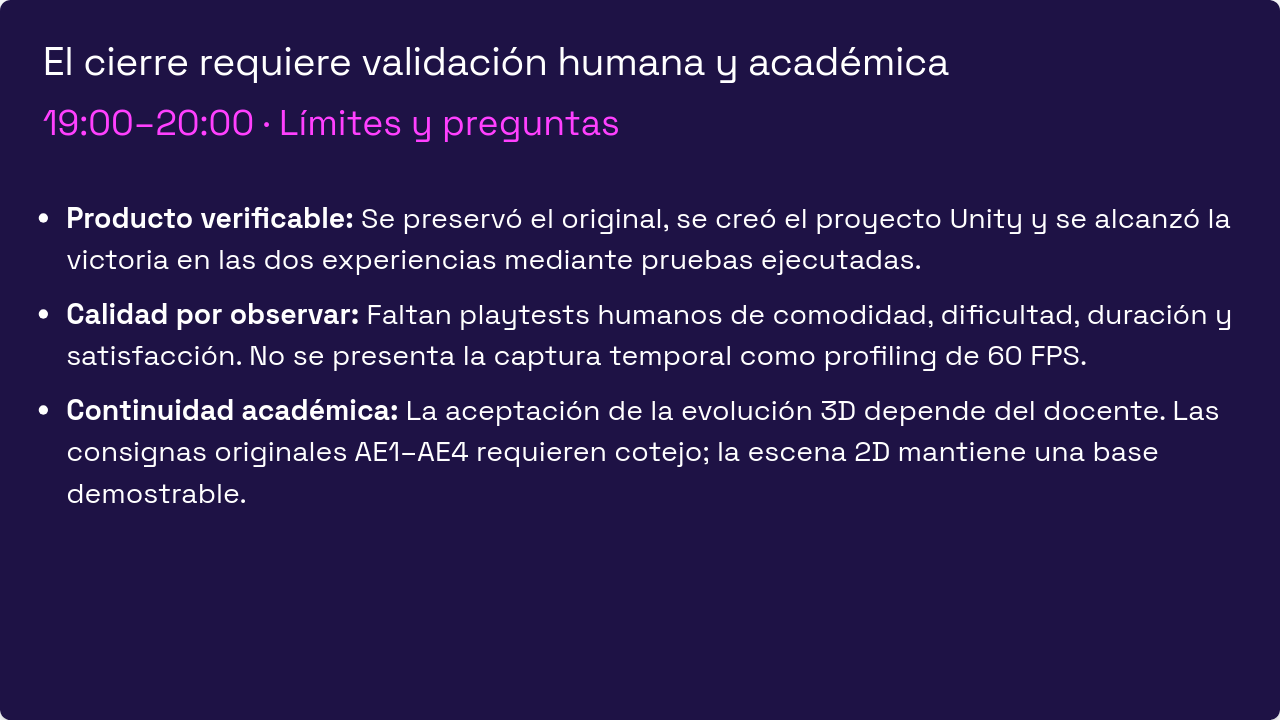 El cierre requiere validación humana y académica
19:00–20:00 · Límites y preguntas
• Producto verificable: Se preservó el original, se creó el proyecto Unity y se alcanzó la
victoria en las dos experiencias mediante pruebas ejecutadas.
• Calidad por observar: Faltan playtests humanos de comodidad, dificultad, duración y
satisfacción. No se presenta la captura temporal como profiling de 60 FPS.
• Continuidad académica: La aceptación de la evolución 3D depende del docente. Las
consignas originales AE1–AE4 requieren cotejo; la escena 2D mantiene una base
demostrable.